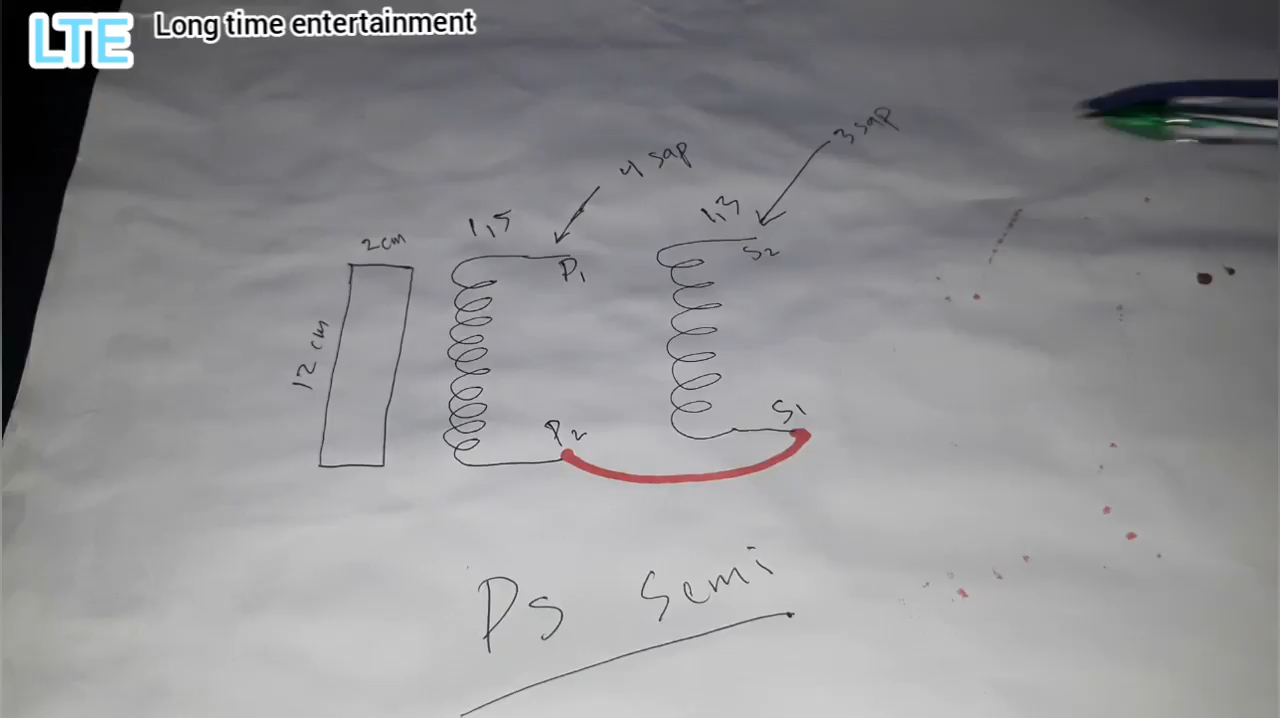 LTE Long time entertainment
3 sap
4 sap
1,5
1,3
2cm
P1
S2
12 cm
P2
S1
Ps Semi